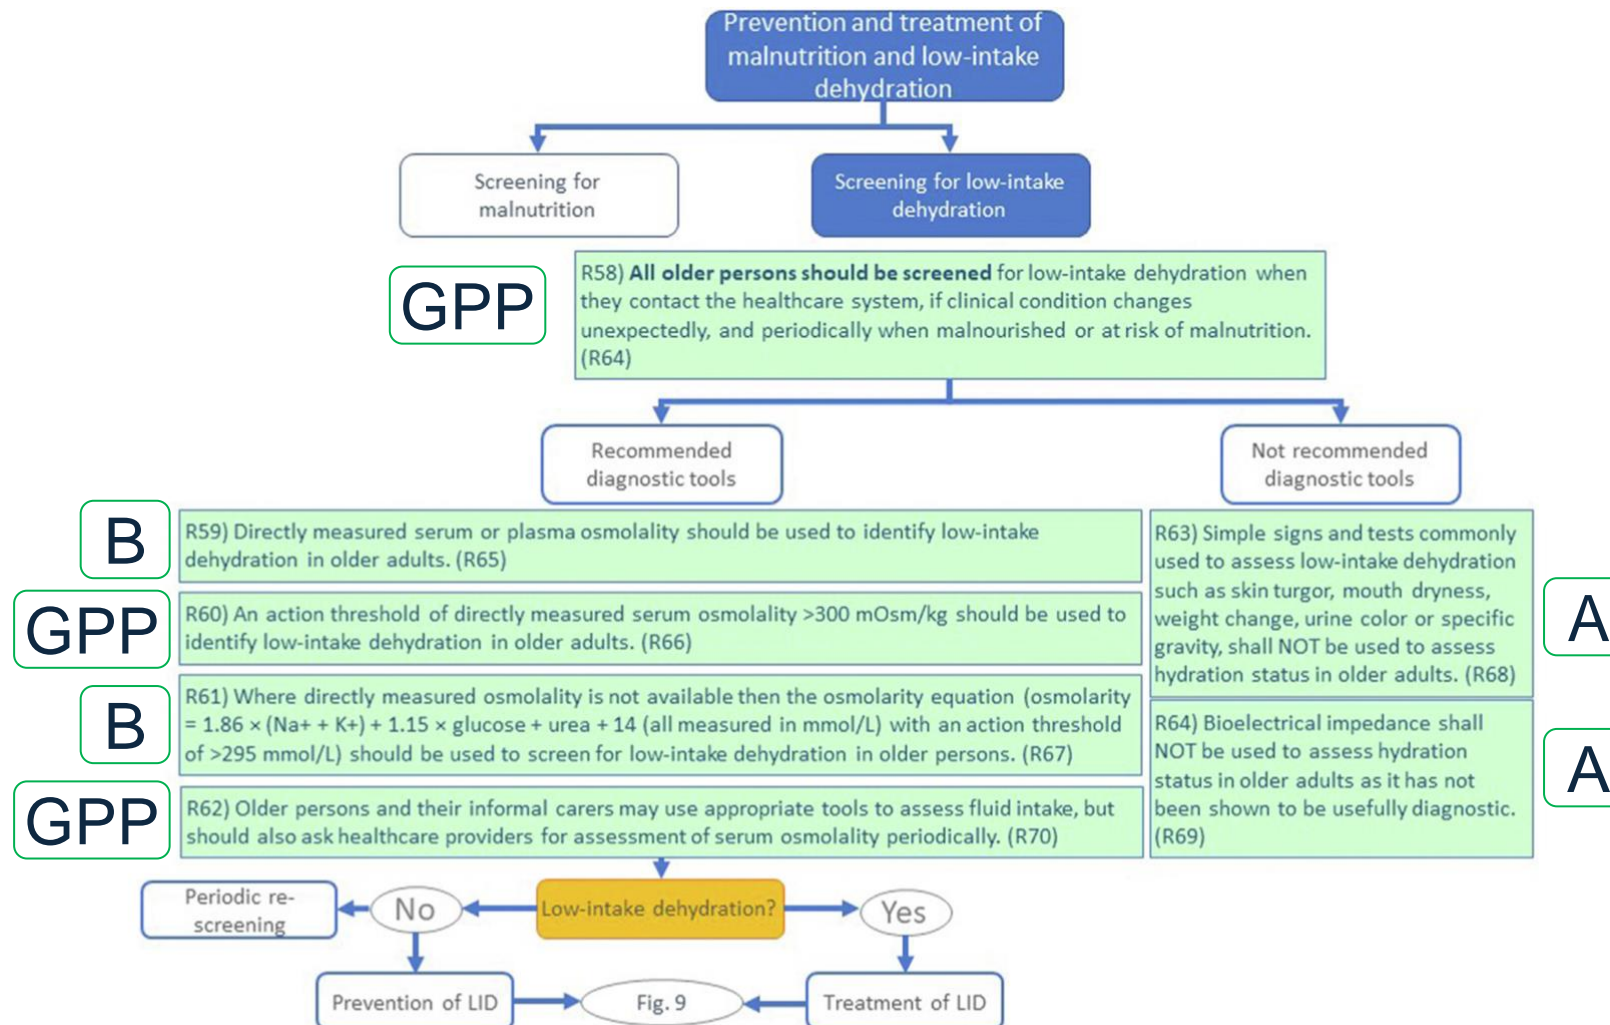 Prevention and treatment of
malnutrition and low-intake
dehydration
Screening for
malnutrition
Screening for low-intake
dehydration
GPP
R58) All older persons should be screened for low-intake dehydration when
they contact the healthcare system, if clinical condition changes
unexpectedly, and periodically when malnourished or at risk of malnutrition.
(R64)
Recommended
diagnostic tools
Not recommended
diagnostic tools
B
R59) Directly measured serum or plasma osmolality should be used to identify low-intake
dehydration in older adults. (R65)
GPP
R60) An action threshold of directly measured serum osmolality >300 mOsm/kg should be used to
identify low-intake dehydration in older adults. (R66)
B
R61) Where directly measured osmolality is not available then the osmolarity equation (osmolarity
= 1.86 × (Na+ + K+) + 1.15 × glucose + urea + 14 (all measured in mmol/L) with an action threshold
of >295 mmol/L) should be used to screen for low-intake dehydration in older persons. (R67)
GPP
R62) Older persons and their informal carers may use appropriate tools to assess fluid intake, but
should also ask healthcare providers for assessment of serum osmolality periodically. (R70)
R63) Simple signs and tests commonly
used to assess low-intake dehydration
such as skin turgor, mouth dryness,
weight change, urine color or specific
gravity, shall NOT be used to assess
hydration status in older adults. (R68)
A
R64) Bioelectrical impedance shall
NOT be used to assess hydration
status in older adults as it has not
been shown to be usefully diagnostic.
(R69)
A
Periodic re-
screening
No
Low-intake dehydration?
Yes
Prevention of LID
Fig. 9
Treatment of LID